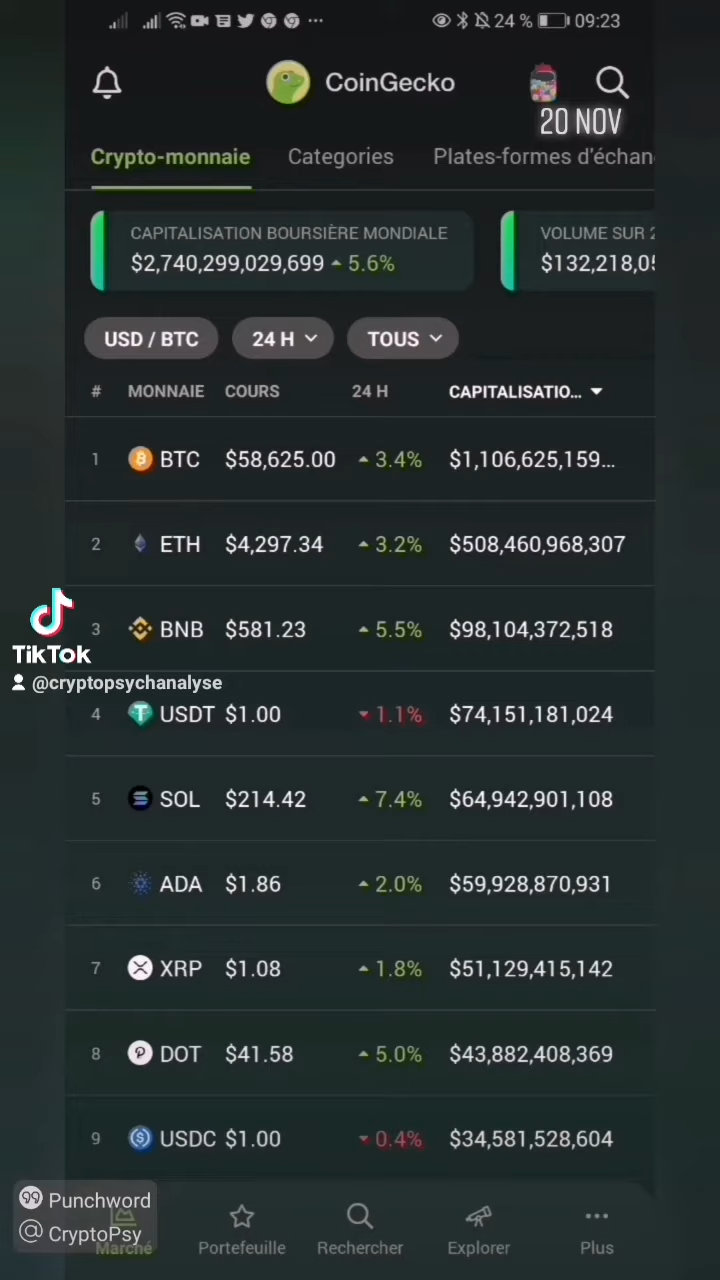 24 % 09:23
CoinGecko
20 NOV
Crypto-monnaie Categories Plates-formes d'échan
CAPITALISATION BOURSIÈRE MONDIALE
$2,740,299,029,699 5.6%
VOLUME SUR 2
$132,218,05
USD / BTC 24 H TOUS
# MONNAIE COURS 24 H CAPITALISATIO...
1 BTC $58,625.00 3.4% $1,106,625,159...
2 ETH $4,297.34 3.2% $508,460,968,307
3 BNB $581.23 5.5% $98,104,372,518
TikTok
@cryptopsychanalyse
4 USDT $1.00 1.1% $74,151,181,024
5 SOL $214.42 7.4% $64,942,901,108
6 ADA $1.86 2.0% $59,928,870,931
7 XRP $1.08 1.8% $51,129,415,142
8 DOT $41.58 5.0% $43,882,408,369
9 USDC $1.00 0.4% $34,581,528,604
Punchword
@ CryptoPsy
Marché Portefeuille Rechercher Explorer Plus